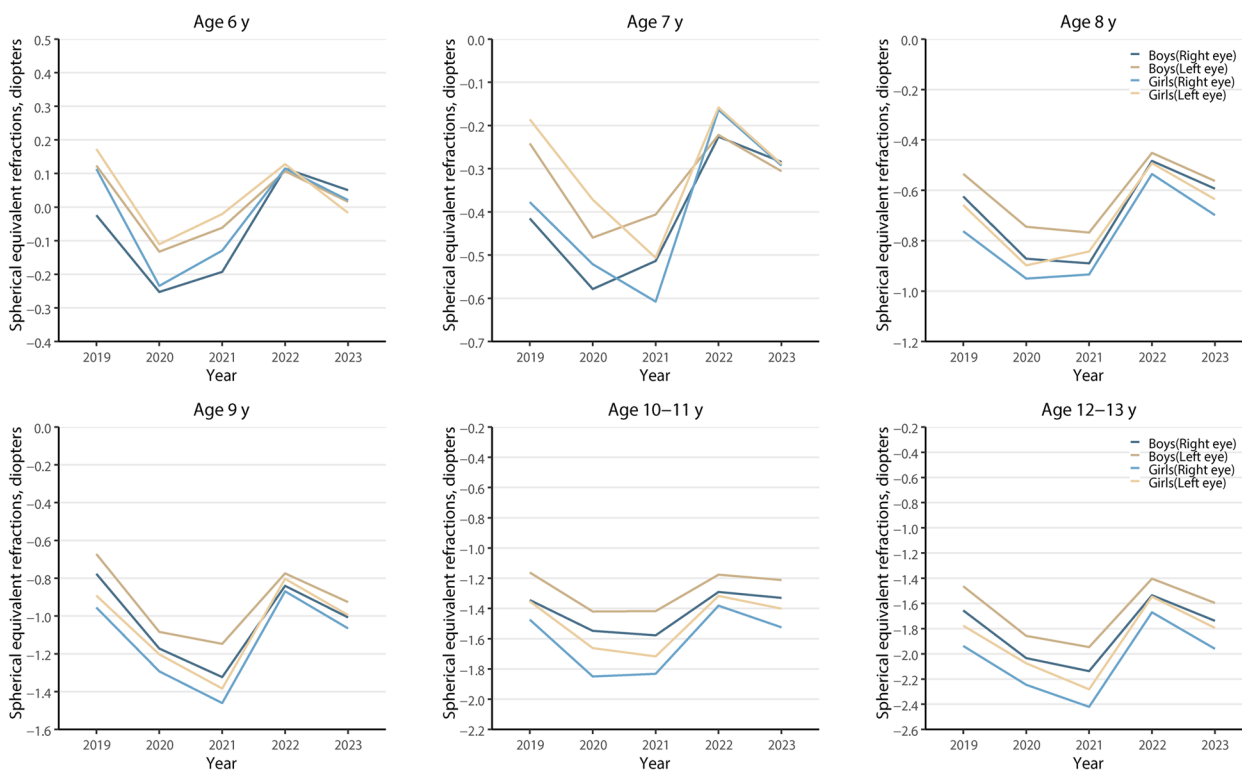 Age 6 y
Spherical equivalent refractions, diopters
0.5
0.4
0.3
0.2
0.1
0.0
−0.1
−0.2
−0.3
−0.4
2019 2020 2021 2022 2023
Year
Age 7 y
Spherical equivalent refractions, diopters
0.0
−0.1
−0.2
−0.3
−0.4
−0.5
−0.6
−0.7
2019 2020 2021 2022 2023
Year
Age 8 y
Spherical equivalent refractions, diopters
0.0
−0.2
−0.4
−0.6
−0.8
−1.0
−1.2
Boys(Right eye)
Boys(Left eye)
Girls(Right eye)
Girls(Left eye)
2019 2020 2021 2022 2023
Year
Age 9 y
Spherical equivalent refractions, diopters
0.0
−0.2
−0.4
−0.6
−0.8
−1.0
−1.2
−1.4
−1.6
2019 2020 2021 2022 2023
Year
Age 10−11 y
Spherical equivalent refractions, diopters
−0.2
−0.4
−0.6
−0.8
−1.0
−1.2
−1.4
−1.6
−1.8
−2.0
−2.2
2019 2020 2021 2022 2023
Year
Age 12−13 y
Spherical equivalent refractions, diopters
−0.2
−0.4
−0.6
−0.8
−1.0
−1.2
−1.4
−1.6
−1.8
−2.0
−2.2
−2.4
−2.6
Boys(Right eye)
Boys(Left eye)
Girls(Right eye)
Girls(Left eye)
2019 2020 2021 2022 2023
Year